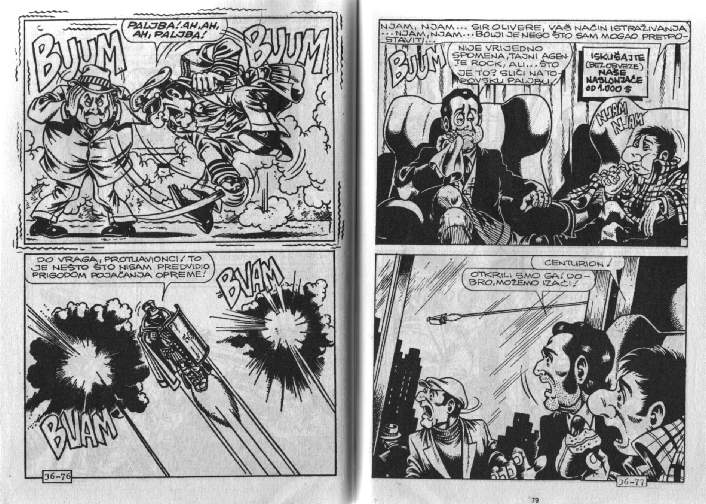 PALJBA! AH, AH,
AH, PALJBA!
BUUM
BUUM
DO VRAGA, PROTUAVIONCI! TO
JE NEŠTO ŠTO NISAM PREDVIDIO
PRIGODOM POJAČANJA OPREME!
BVAM
BVAM
36-76
NJAM, NJAM... SIR OLIVERE, VAŠ NAČIN ISTRAŽIVANJA
...NJAM, NJAM... BOLJI JE NEGO ŠTO SAM MOGAO PRETPO-
STAVITI...
BUUM
NIJE VRIJEDNO
SPOMENA, TAJNI AGEN-
JE ROCK, ALI... ŠTO
JE TO? SLIČI NA TO-
POVSKU PALJBU!
ISKUŠAJTE
(BEZ OBVEZE)
NAŠE
NASLONJAČE
OD 1.000 $
NJAM
NJAM
CENTURION!
OTKRILI SMO GA! DO-
BRO, MOŽEMO IZAĆI!
36-77
79